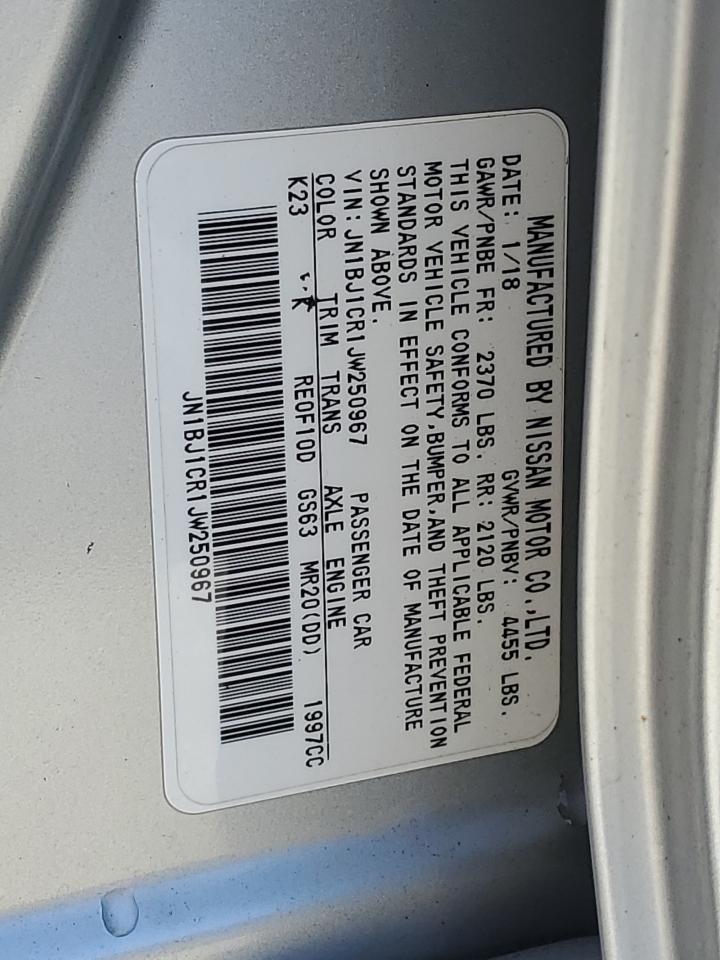 MANUFACTURED BY NISSAN MOTOR CO.,LTD.
DATE: 1/18 GVWR/PNBV: 4455 LBS.
GAWR/PNBE FR: 2370 LBS. RR: 2120 LBS.
THIS VEHICLE CONFORMS TO ALL APPLICABLE FEDERAL
MOTOR VEHICLE SAFETY,BUMPER,AND THEFT PREVENTION
STANDARDS IN EFFECT ON THE DATE OF MANUFACTURE
SHOWN ABOVE.
VIN: JN1BJ1CR1JW250967 PASSENGER CAR
COLOR TRIM TRANS AXLE ENGINE
K23 RE0F10D GS63 MR20(DD) 1997CC
JN1BJ1CR1JW250967